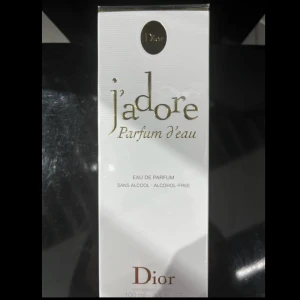 Dior
j'adore
Parfum d'eau
EAU DE PARFUM
SANS ALCOOL - ALCOHOL-FREE
Dior